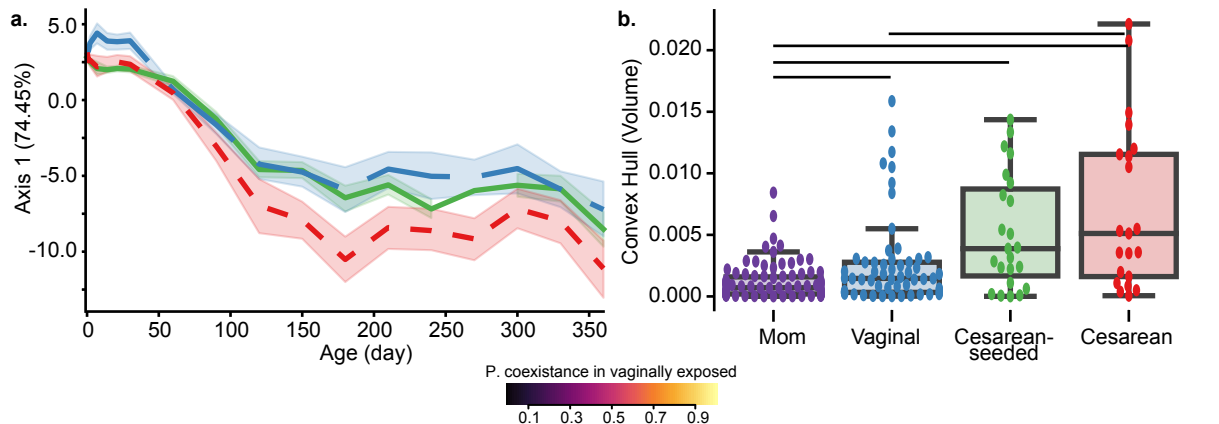 a.
Axis 1 (74.45%)
5.0
0.0
-5.0
-10.0
0 50 100 150 200 250 300 350
Age (day)
b.
Convex Hull (Volume)
0.020
0.015
0.010
0.005
0.000
Mom Vaginal Cesarean-seeded Cesarean
P. coexistance in vaginally exposed
0.1 0.3 0.5 0.7 0.9